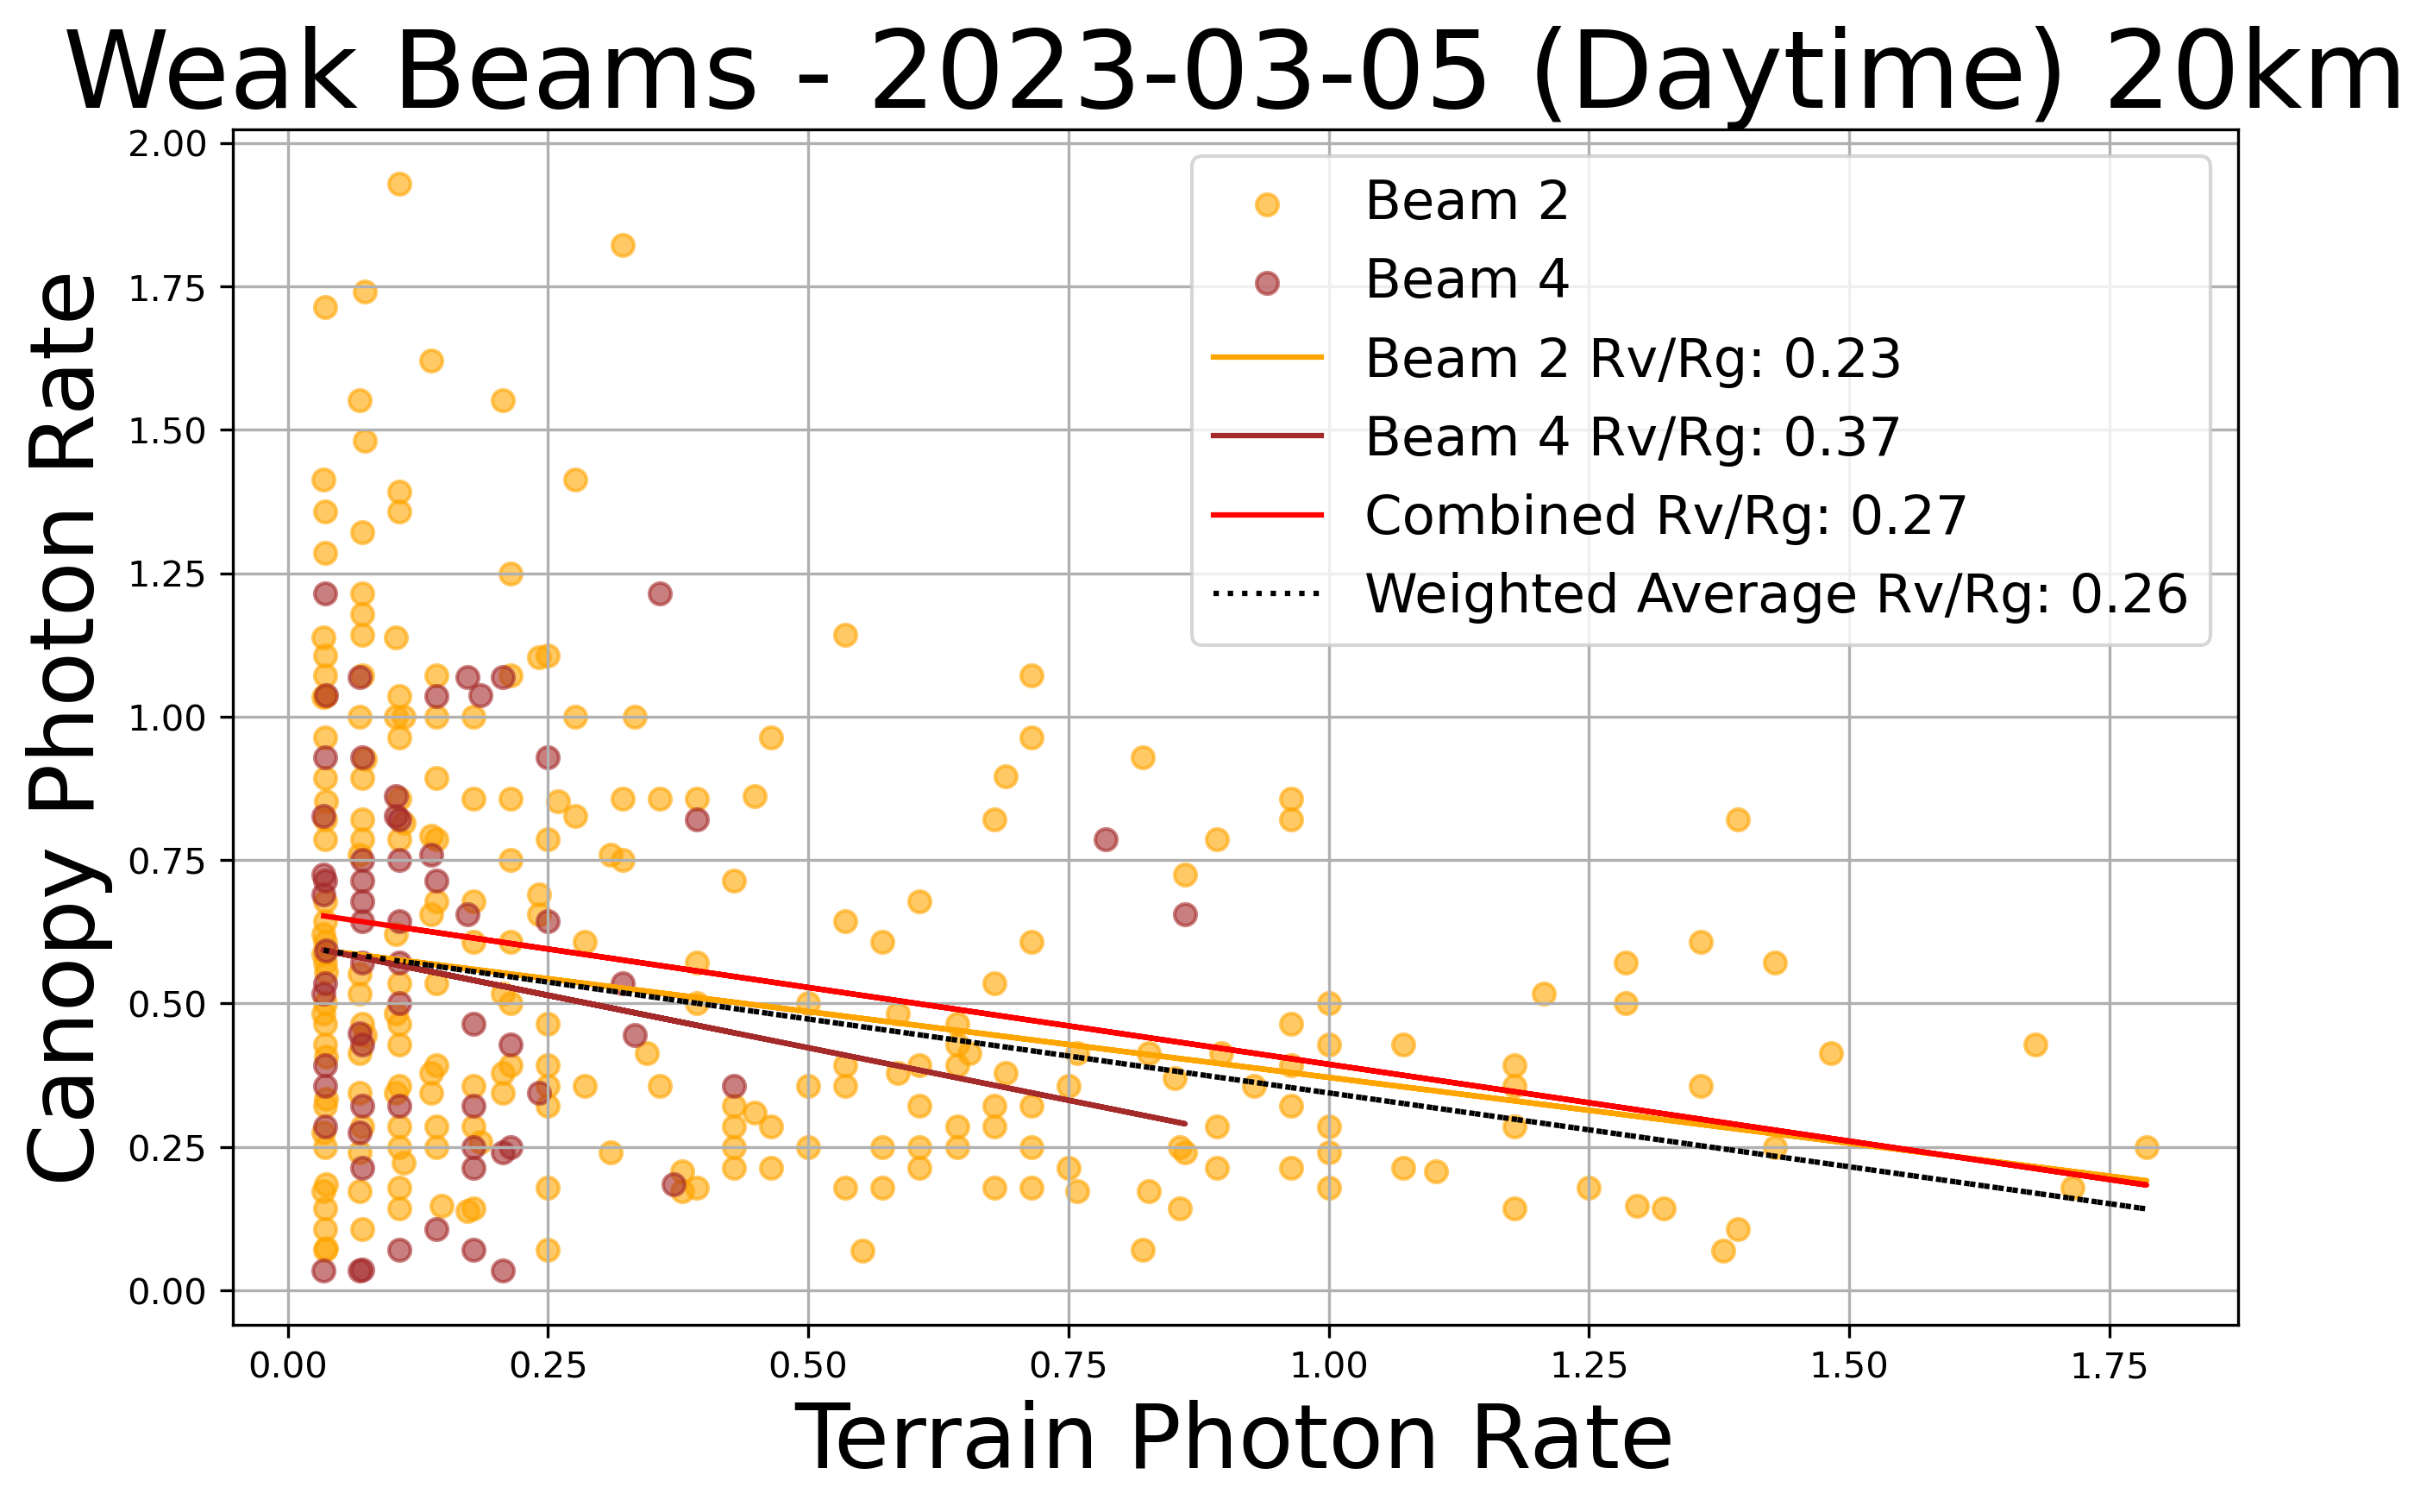 Weak Beams - 2023-03-05 (Daytime) 20km
Canopy Photon Rate
2.00
1.75
1.50
1.25
1.00
0.75
0.50
0.25
0.00
Beam 2
Beam 4
Beam 2 Rv/Rg: 0.23
Beam 4 Rv/Rg: 0.37
Combined Rv/Rg: 0.27
Weighted Average Rv/Rg: 0.26
0.00 0.25 0.50 0.75 1.00 1.25 1.50 1.75
Terrain Photon Rate